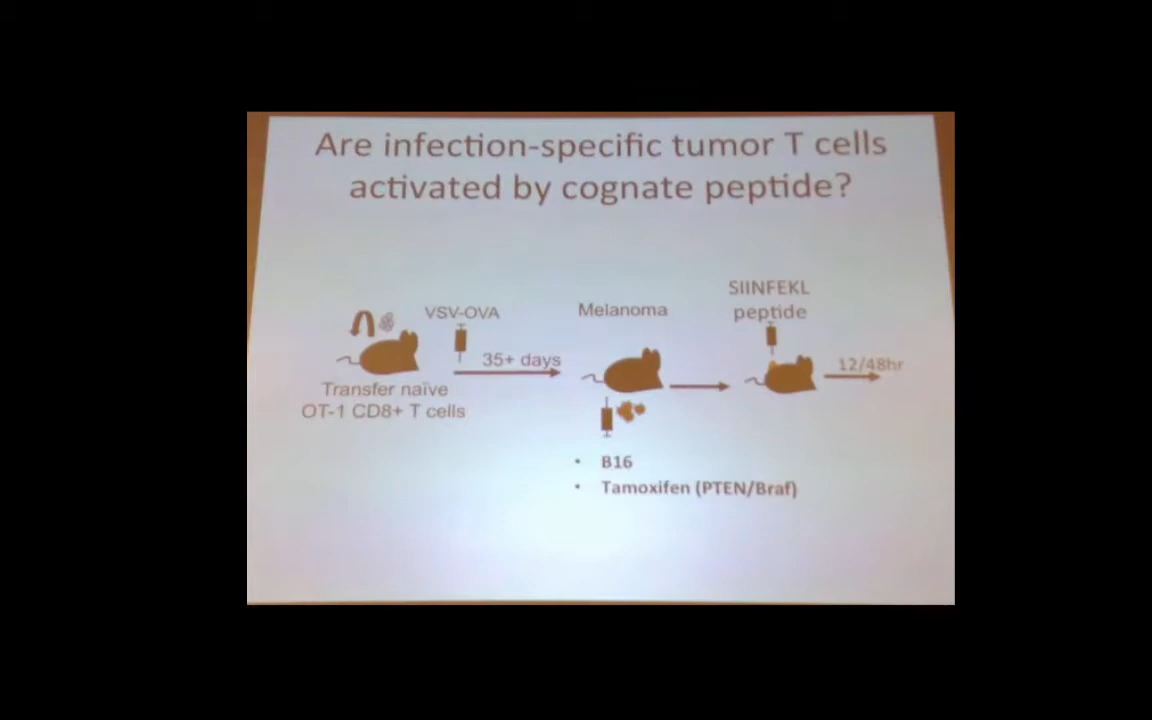 Are infection-specific tumor T cells
activated by cognate peptide?
SIINFEKL
peptide
VSV-OVA
Melanoma
35+ days
12/48hr
Transfer naïve
OT-1 CD8+ T cells
• B16
• Tamoxifen (PTEN/Braf)